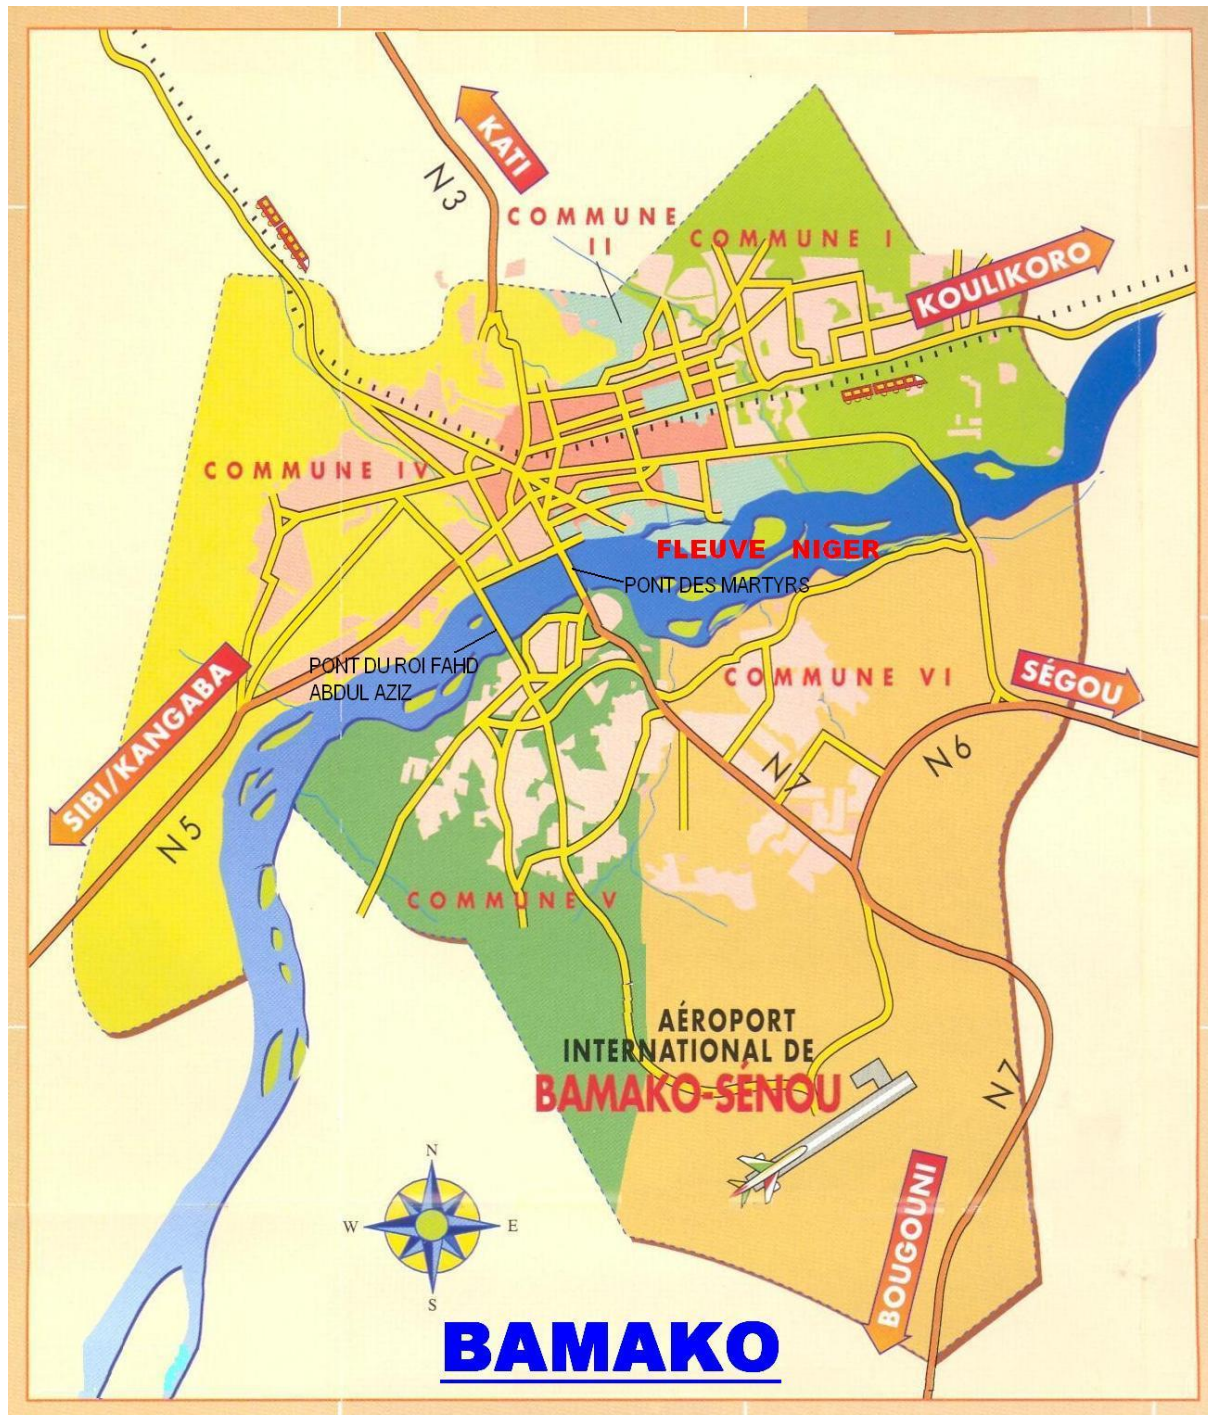 KATI
N3
COMMUNE
II
COMMUNE I
KOULIKORO
COMMUNE IV
FLEUVE NIGER
PONT DES MARTYRS
PONT DU ROI FAHD
ABDUL AZIZ
COMMUNE VI
SÉGOU
SIBI/KANGABA
N5
N7
N6
COMMUNE V
AÉROPORT
INTERNATIONAL DE
BAMAKO-SÉNOU
N7
BOUGOUNI
N
W
E
S
BAMAKO